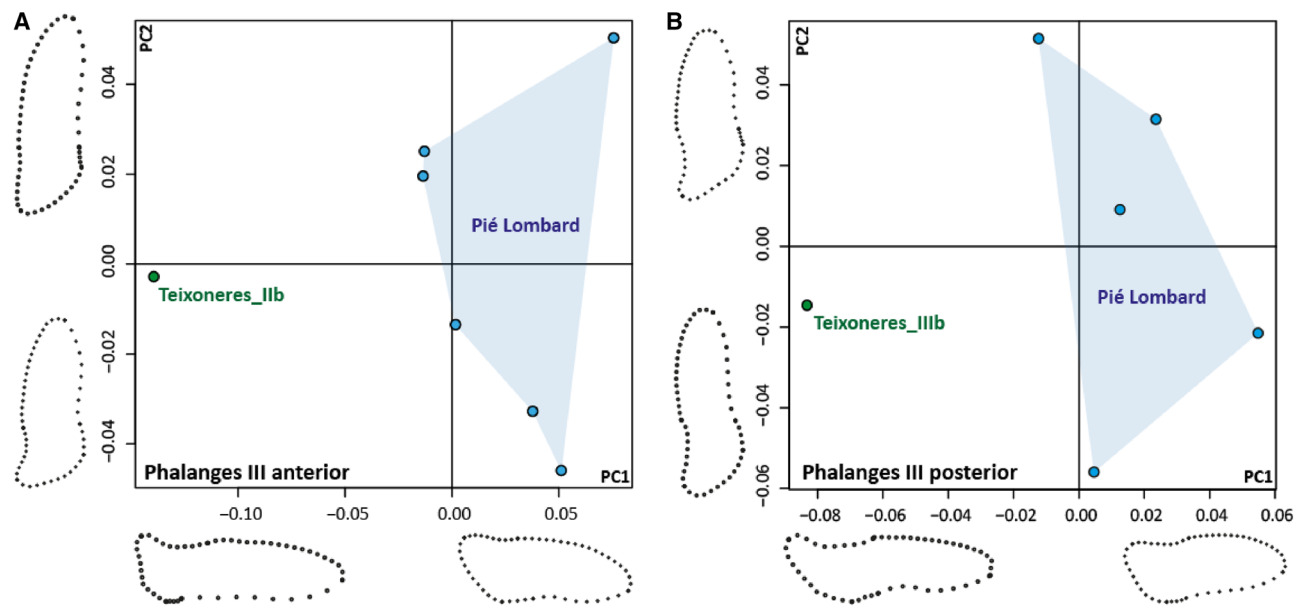 A
PC2
0.04
0.02
0.00
−0.02
−0.04
Pié Lombard
Teixoneres_IIb
Phalanges III anterior
PC1
−0.10 −0.05 0.00 0.05
B
PC2
0.04
0.02
0.00
−0.02
−0.04
−0.06
Pié Lombard
Teixoneres_IIIb
Phalanges III posterior
PC1
−0.08 −0.06 −0.04 −0.02 0.00 0.02 0.04 0.06